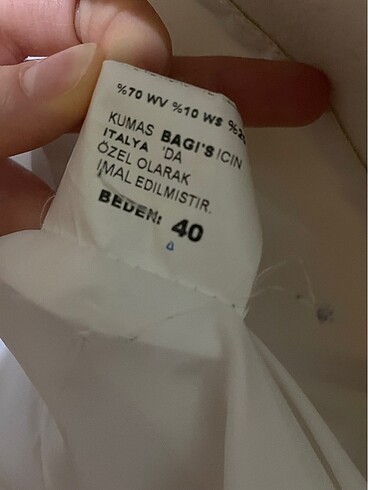 %70 WV %10 WS
KUMAS BAGI'S ICIN
ITALYA 'DA
ÖZEL OLARAK
IMAL EDILMISTIR.
BEDEN: 40